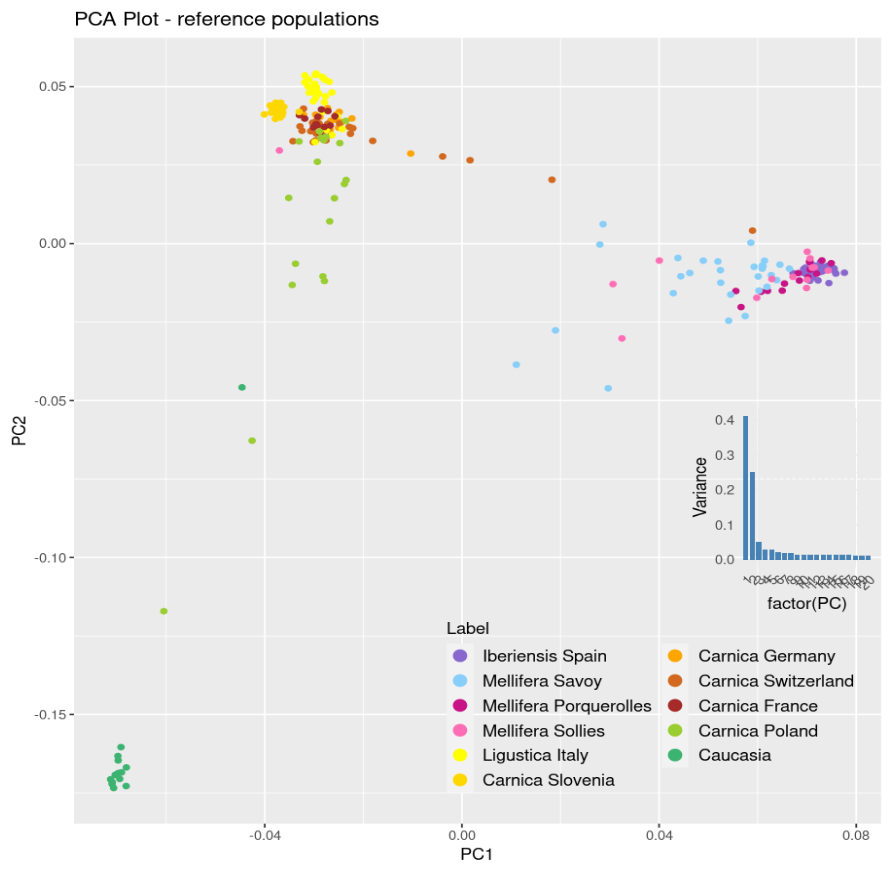 PCA Plot - reference populations
0.05
0.00
-0.05
-0.10
-0.15
PC2
-0.04
0.00
0.04
0.08
PC1
0.4
0.3
0.2
0.1
0.0
Variance
factor(PC)
Label
Iberiensis Spain
Mellifera Savoy
Mellifera Porquerolles
Mellifera Sollies
Ligustica Italy
Carnica Slovenia
Carnica Germany
Carnica Switzerland
Carnica France
Carnica Poland
Caucasia